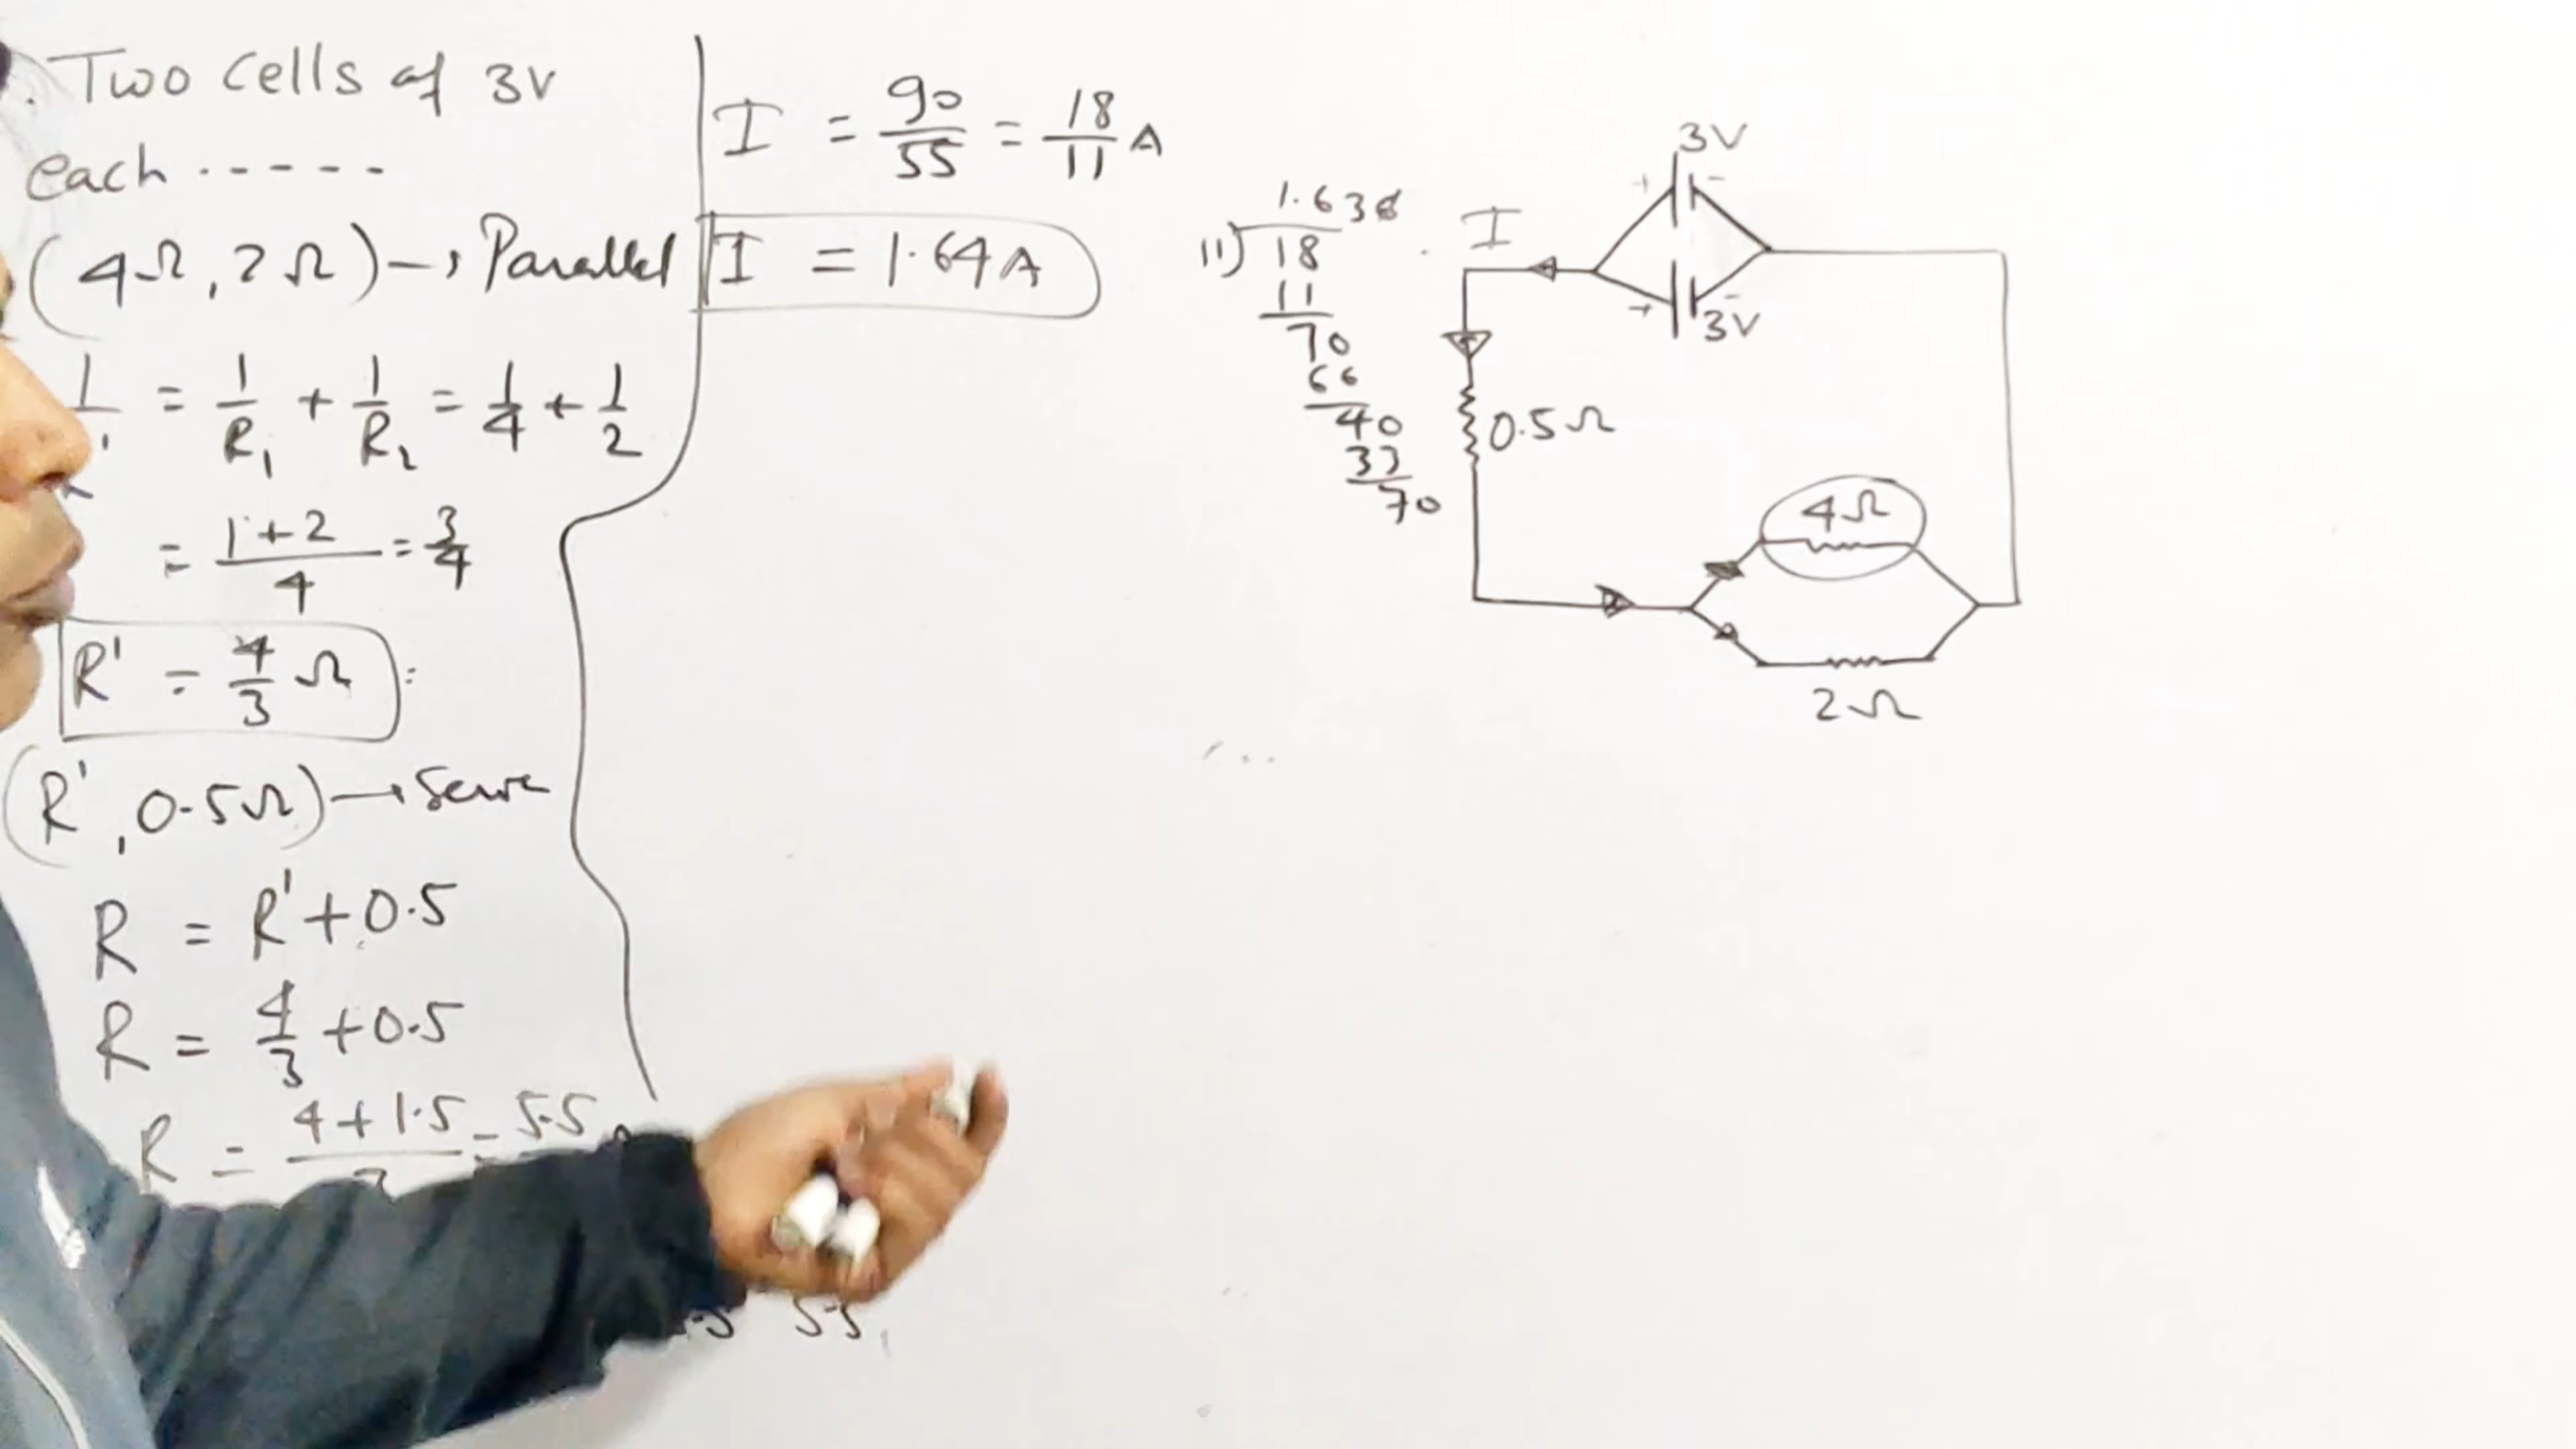 . Two cells of 3V
each -----
(4Ω, 2Ω) → Parallel
1/ ' = 1/R₁ + 1/R₂ = 1/4 + 1/2
= (1+2)/4 = 3/4
R' = 4/3 Ω
(R', 0.5Ω) →
R = R' + 0.5
R = 4/3 + 0.5
R = 4+1.5 = 5.5
55
I = 90/55 = 18/11 A
I = 1.64A
1.636
11) 18
11
70
66
40
33
70
I
3V
+ -
+ -
3V
0.5Ω
4Ω
2Ω